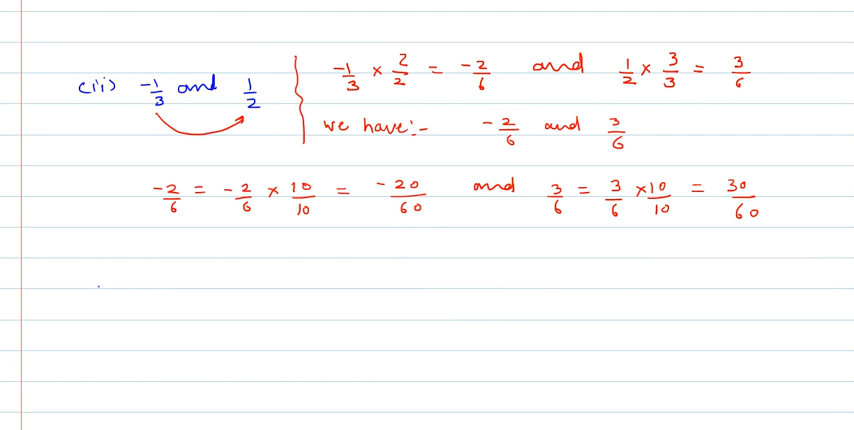 (ii) -1/3 and 1/2
-1/3 × 2/2 = -2/6 and 1/2 × 3/3 = 3/6
we have:- -2/6 and 3/6
-2/6 = -2/6 × 10/10 = -20/60 and 3/6 = 3/6 × 10/10 = 30/60